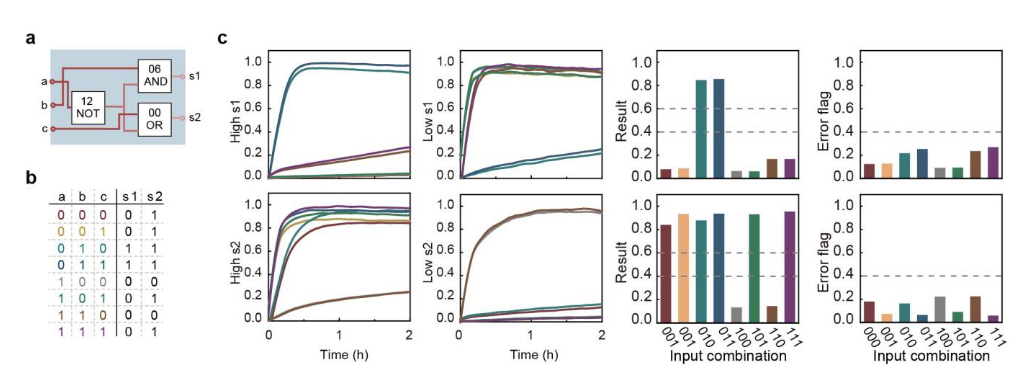 a
06
AND
s1
a
12
NOT
b
00
OR
s2
c
b
a b c s1 s2
0 0 0 0 1
0 0 1 0 1
0 1 0 1 1
0 1 1 1 1
1 0 0 0 0
1 0 1 0 1
1 1 0 0 0
1 1 1 0 1
c
High s1
1.0
0.8
0.6
0.4
0.2
0
Low s1
1.0
0.8
0.6
0.4
0.2
0
Result
1.0
0.8
0.6
0.4
0.2
0.0
Error flag
1.0
0.8
0.6
0.4
0.2
0.0
High s2
1.0
0.8
0.6
0.4
0.2
0
0 1 2
Time (h)
Low s2
1.0
0.8
0.6
0.4
0.2
0
0 1 2
Time (h)
Result
1.0
0.8
0.6
0.4
0.2
0.0
000 001 010 011 100 101 110 111
Input combination
Error flag
1.0
0.8
0.6
0.4
0.2
0.0
000 001 010 011 100 101 110 111
Input combination